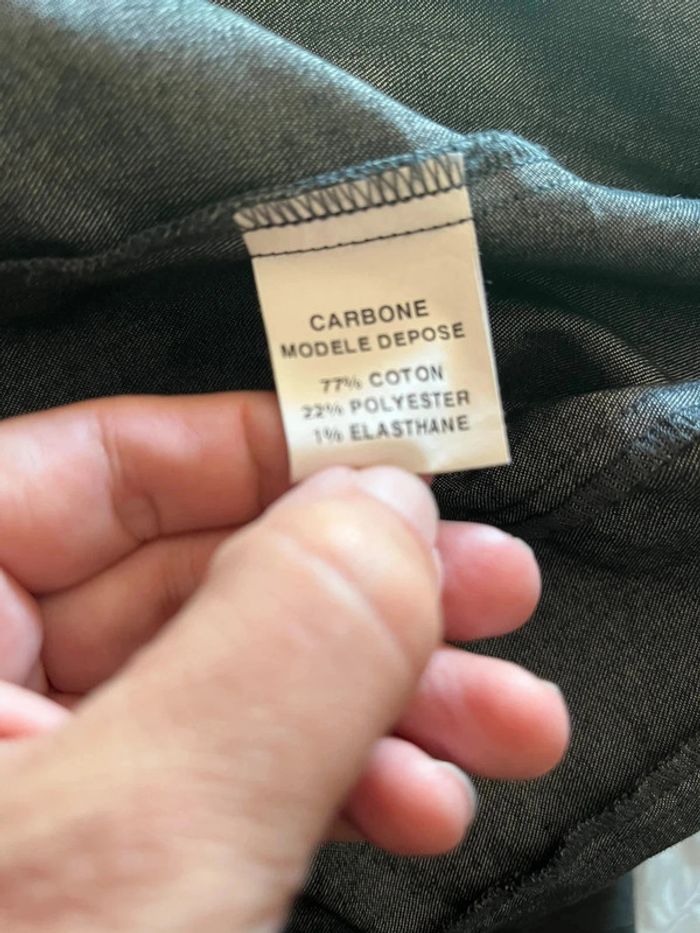 CARBONE
MODELE DEPOSE
77% COTON
22% POLYESTER
1% ELASTHANE